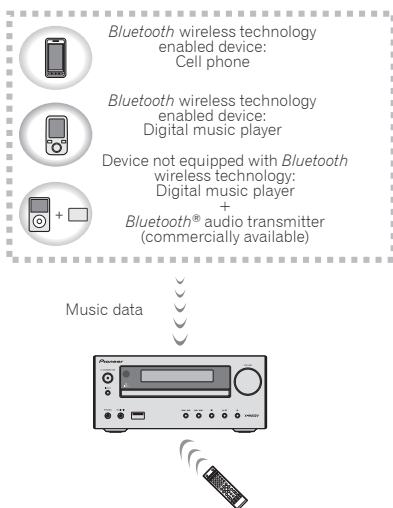 Bluetooth wireless technology
enabled device:
Cell phone
Bluetooth wireless technology
enabled device:
Digital music player
Device not equipped with Bluetooth
wireless technology:
Digital music player
+
Bluetooth® audio transmitter
(commercially available)
+
Music data
Pioneer